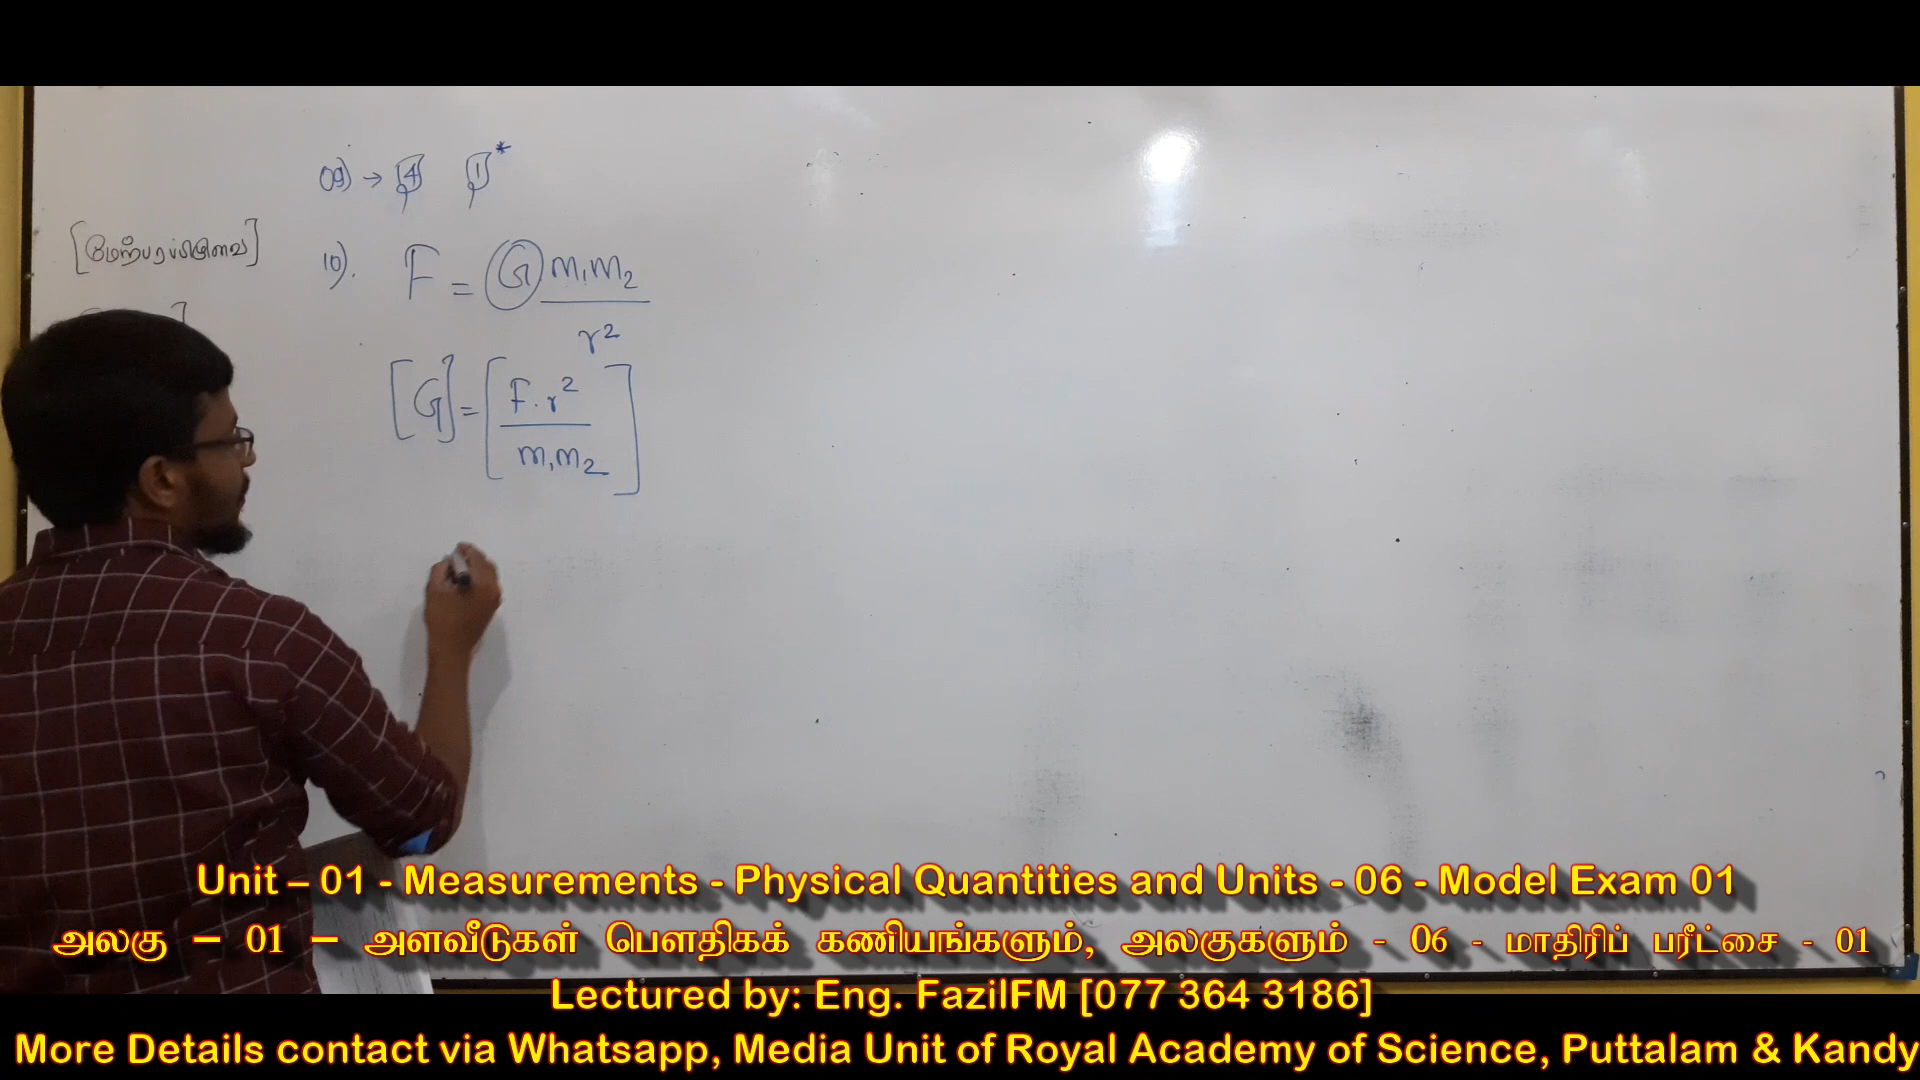 09) → 4 1*
[மேற்பரப்பிழுவை]
10). F = G m₁m₂
r²
[G] = [F . r²
m₁m₂]
Unit – 01 - Measurements - Physical Quantities and Units - 06 - Model Exam 01
அலகு – 01 – அளவீடுகள் பௌதிகக் கணியங்களும், அலகுகளும் - 06 - மாதிரிப் பரீட்சை - 01
Lectured by: Eng. FazilFM [077 364 3186]
More Details contact via Whatsapp, Media Unit of Royal Academy of Science, Puttalam & Kandy